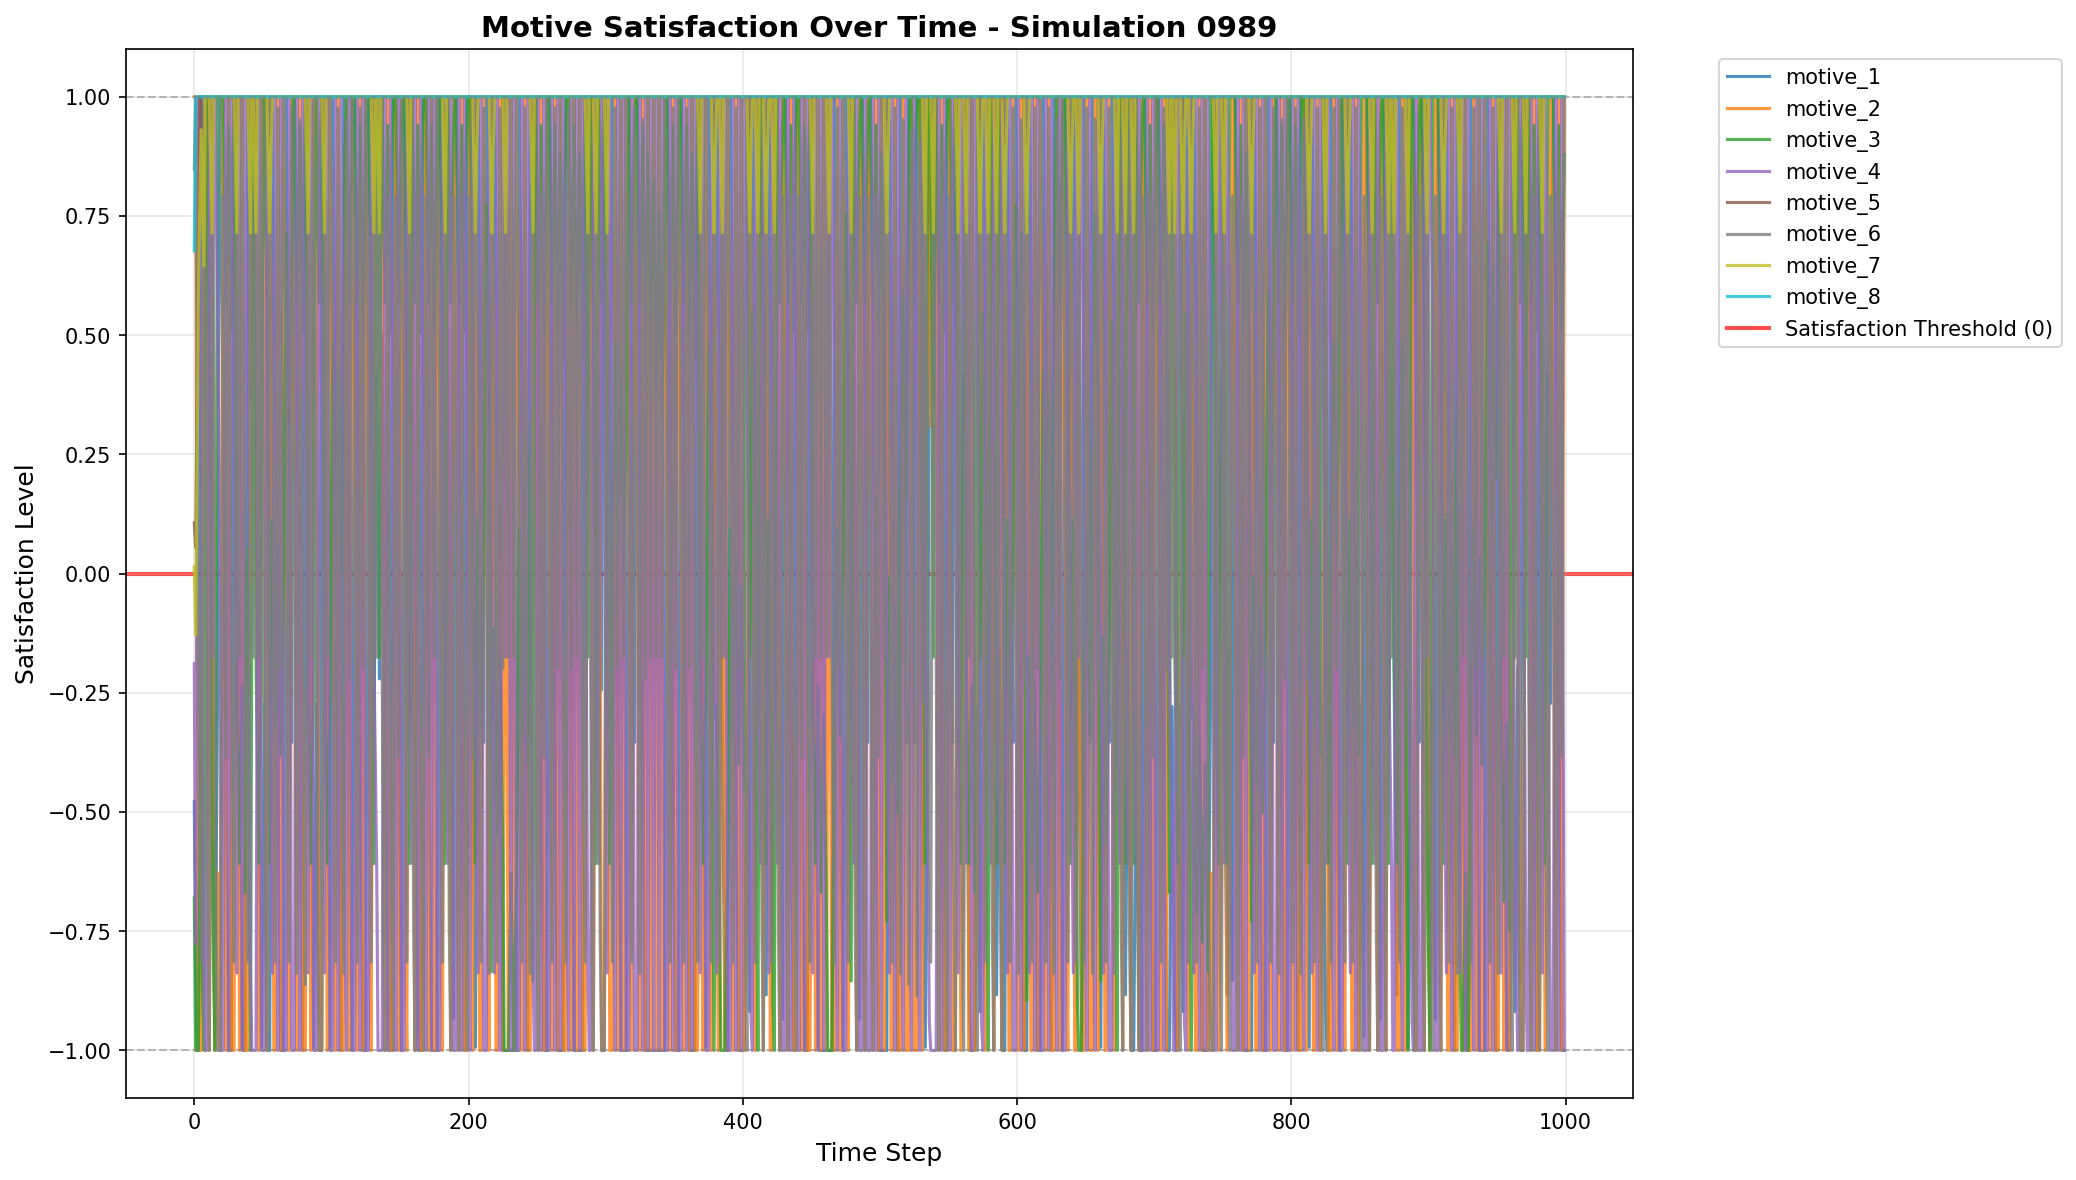 Motive Satisfaction Over Time - Simulation 0989
1.00
0.75
0.50
0.25
0.00
−0.25
−0.50
−0.75
−1.00
Satisfaction Level
0 200 400 600 800 1000
Time Step
motive_1
motive_2
motive_3
motive_4
motive_5
motive_6
motive_7
motive_8
Satisfaction Threshold (0)